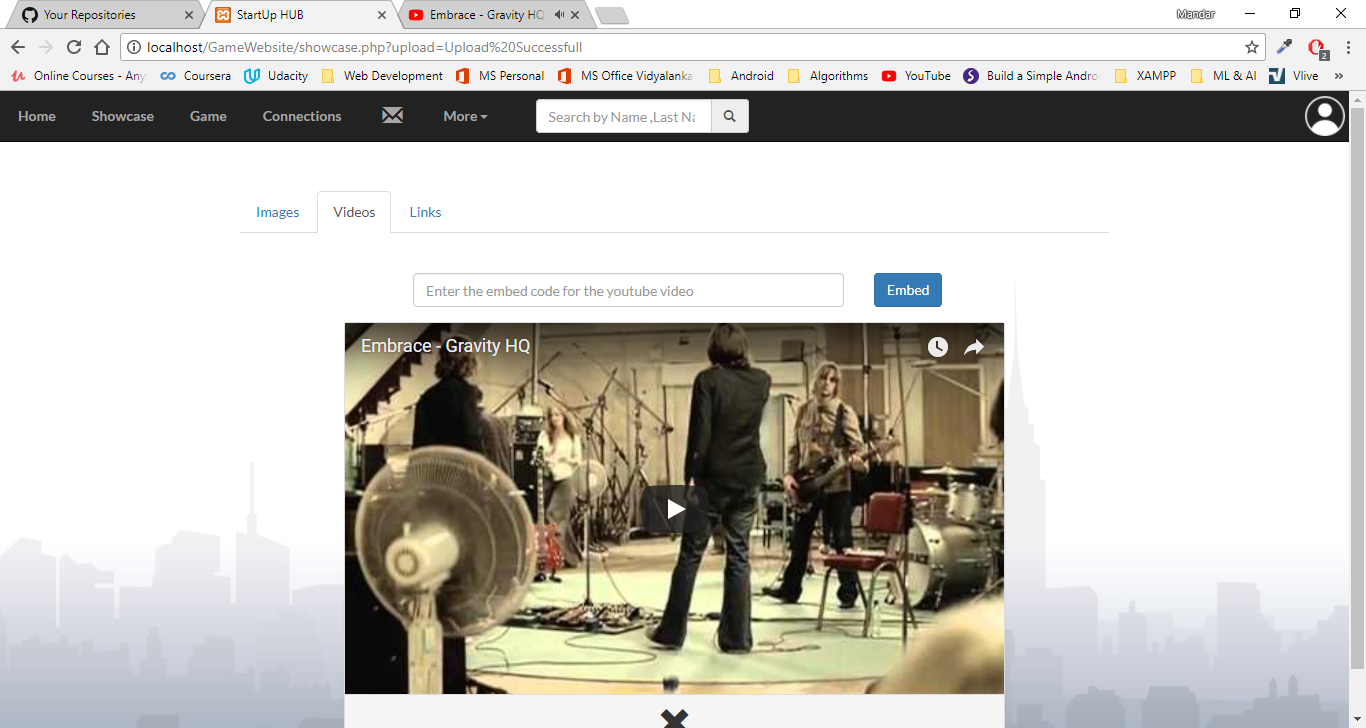 Your Repositories
StartUp HUB
Embrace - Gravity HQ
Mandar
localhost/GameWebsite/showcase.php?upload=Upload%20Successfull
2
Online Courses - Any
Coursera
Udacity
Web Development
MS Personal
MS Office Vidyalanka
Android
Algorithms
YouTube
Build a Simple Andro
XAMPP
ML & AI
Vlive
»
Home
Showcase
Game
Connections
More
Search by Name ,Last Na
Images
Videos
Links
Enter the embed code for the youtube video
Embed
Embrace - Gravity HQ